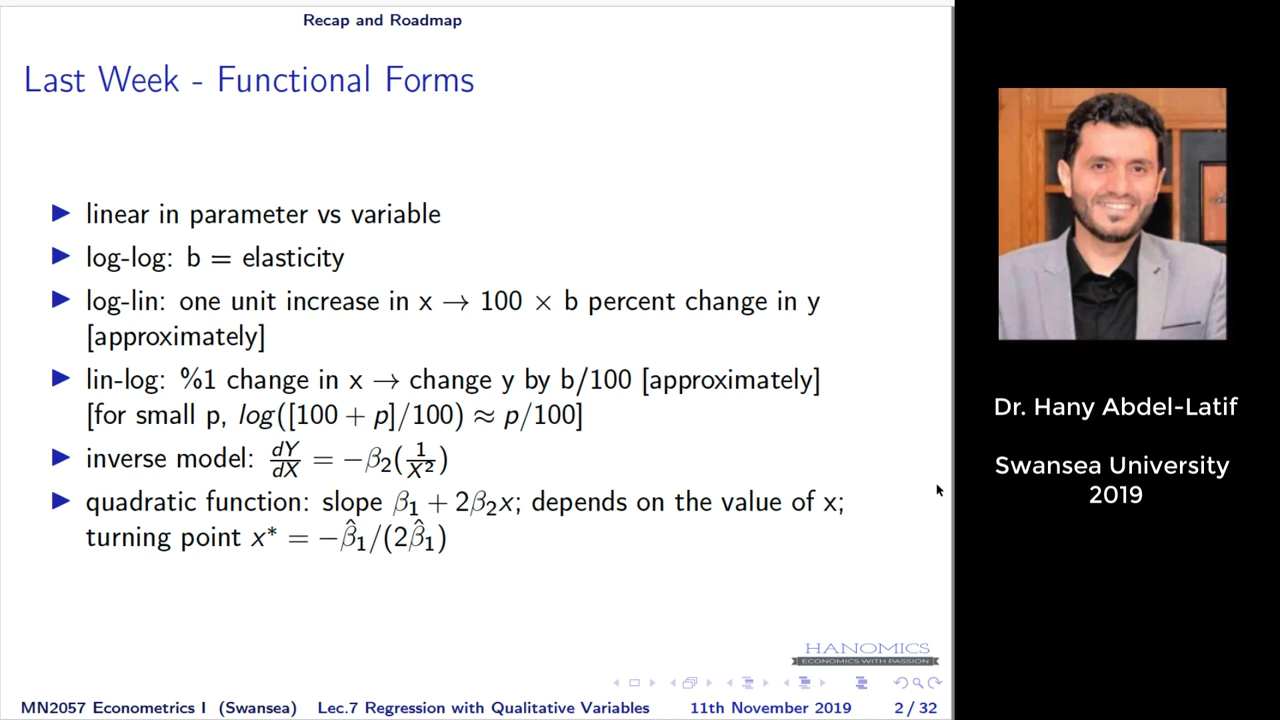 Recap and Roadmap
Last Week - Functional Forms
▶ linear in parameter vs variable
▶ log-log: b = elasticity
▶ log-lin: one unit increase in x → 100 × b percent change in y
[approximately]
▶ lin-log: %1 change in x → change y by b/100 [approximately]
[for small p, log([100 + p]/100) ≈ p/100]
▶ inverse model: dY/dX = −β₂(1/X²)
▶ quadratic function: slope β₁ + 2β₂x; depends on the value of x;
turning point x* = −β̂₁/(2β̂₁)
Dr. Hany Abdel-Latif
Swansea University
2019
HANOMICS
ECONOMICS WITH PASSION
MN2057 Econometrics I (Swansea) Lec.7 Regression with Qualitative Variables 11th November 2019 2 / 32